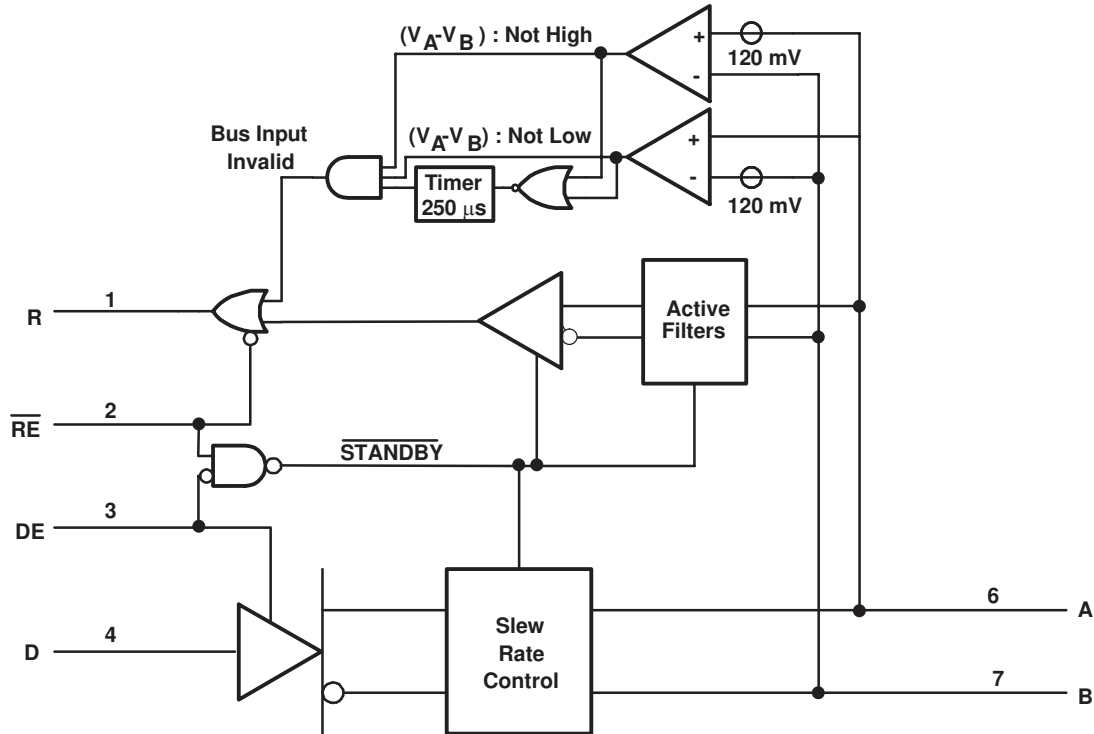 (VA-VB) : Not High
+
-
120 mV
Bus Input
Invalid
(VA-VB) : Not Low
+
-
120 mV
Timer
250 μs
R
1
Active
Filters
RE
2
STANDBY
DE
3
D
4
Slew
Rate
Control
6
A
7
B